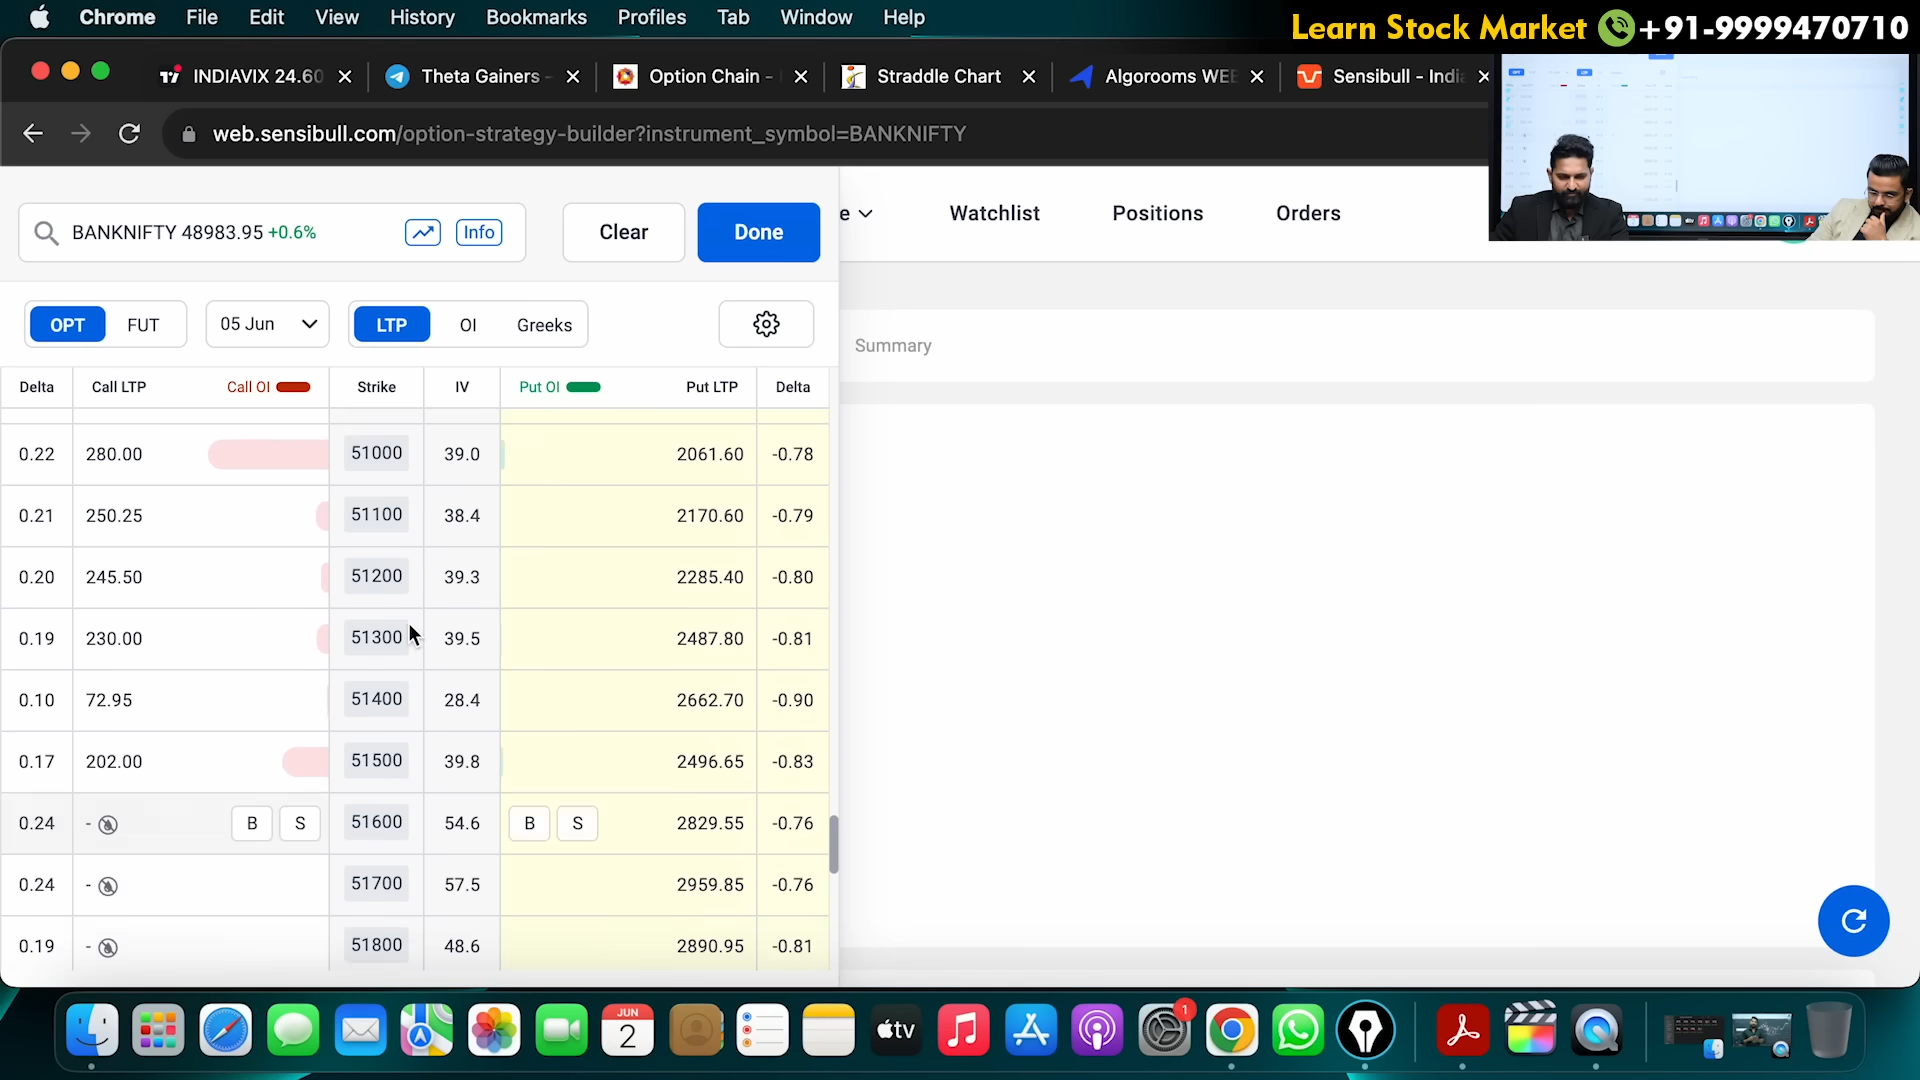 Chrome File Edit View History Bookmarks Profiles Tab Window Help
Learn Stock Market +91-9999470710
INDIAVIX 24.60 Theta Gainers - Option Chain - Straddle Chart Algorooms WEE Sensibull - India
web.sensibull.com/option-strategy-builder?instrument_symbol=BANKNIFTY
BANKNIFTY 48983.95 +0.6% Info Clear Done
e Watchlist Positions Orders
OPT FUT 05 Jun LTP OI Greeks
Summary
Delta Call LTP Call OI Strike IV Put OI Put LTP Delta
0.22 280.00 51000 39.0 2061.60 -0.78
0.21 250.25 51100 38.4 2170.60 -0.79
0.20 245.50 51200 39.3 2285.40 -0.80
0.19 230.00 51300 39.5 2487.80 -0.81
0.10 72.95 51400 28.4 2662.70 -0.90
0.17 202.00 51500 39.8 2496.65 -0.83
0.24 - B S 51600 54.6 B S 2829.55 -0.76
0.24 - 51700 57.5 2959.85 -0.76
0.19 - 51800 48.6 2890.95 -0.81
JUN
2
tv
1